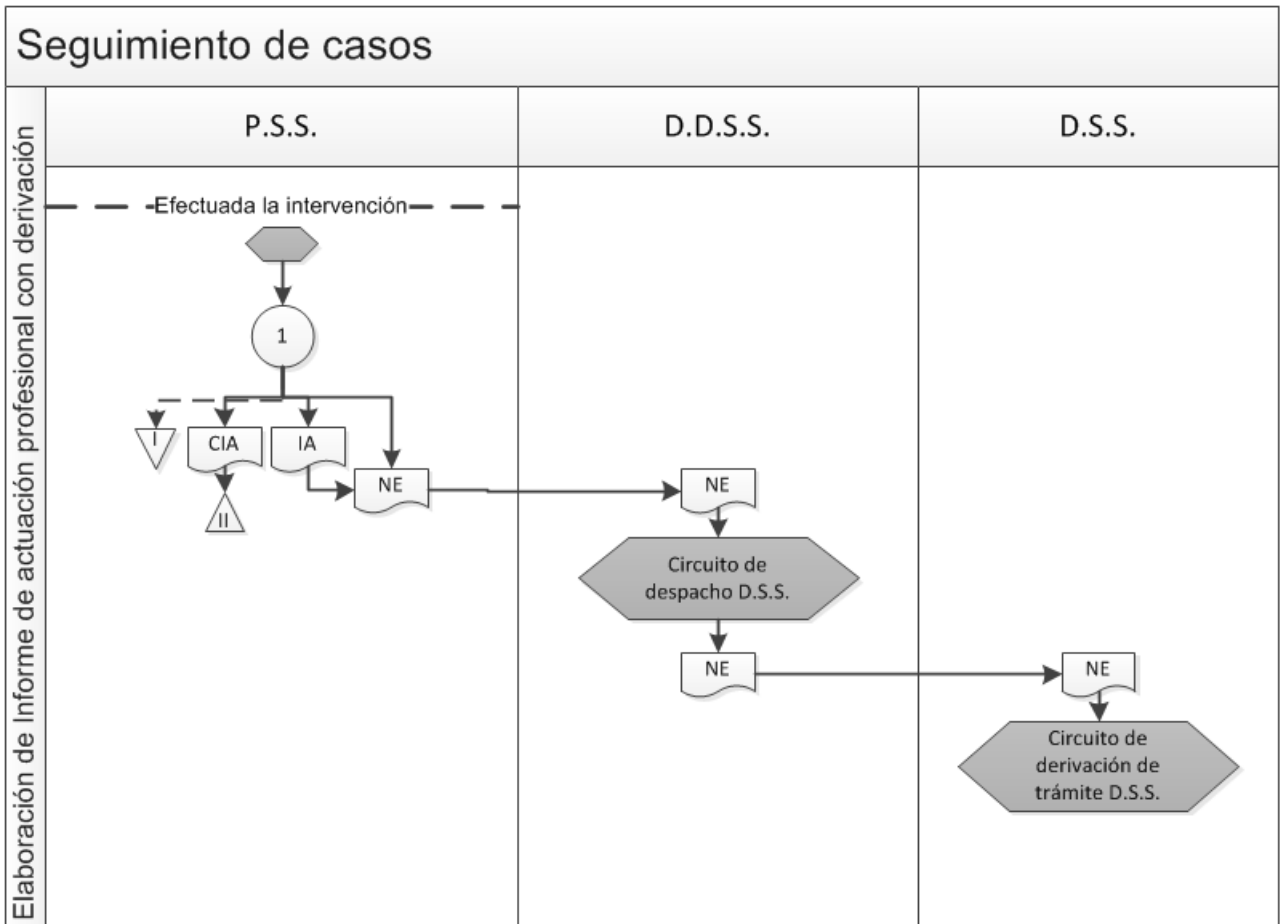 Seguimiento de casos
Elaboración de Informe de actuación profesional con derivación
P.S.S.
D.D.S.S.
D.S.S.
Efectuada la intervención
1
I
CIA
IA
NE
II
NE
Circuito de
despacho D.S.S.
NE
NE
Circuito de
derivación de
trámite D.S.S.